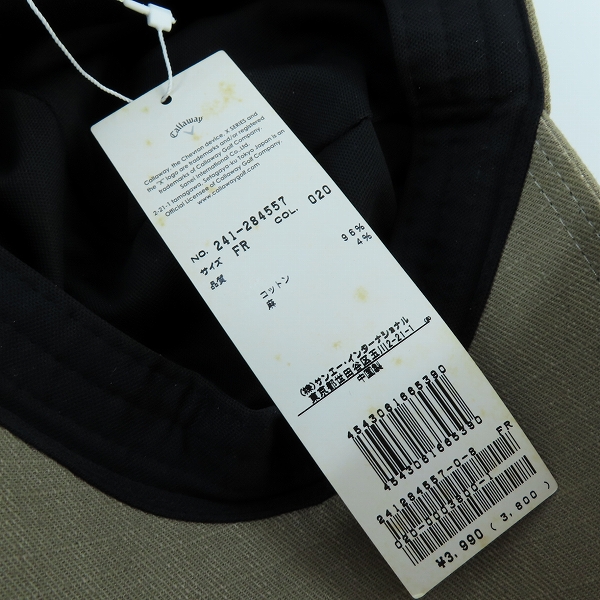 Callaway
Callaway, the Chevron device, X SERIES and
the "X" logo are trademarks and/or registered
trademarks of Callaway Golf Company.
Sanei International Co.Ltd.
2-21-1 Tamagawa, Setagaya-ku Tokyo Japan is an
Official Licensee of Callaway Golf Company.
www.callawaygolf.com
NO. 241-284557 COL. 020
サイズ FR
品質
コットン 96%
麻 4%
(株)サンエー・インターナショナル
東京都世田谷区玉川2-21-1
中国製
4543081665390
4543081665390
FR
241284557-0-8
020-0003800-
¥3,990 (3,800)